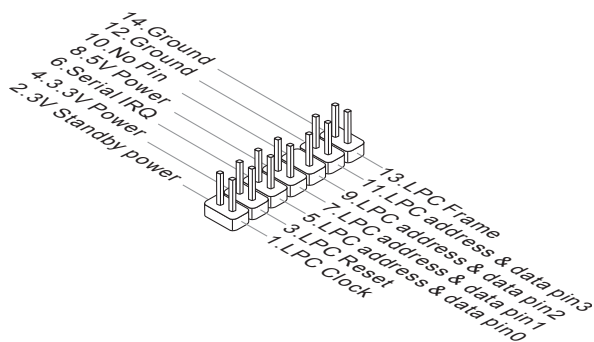 14.Ground
12.Ground
10.No Pin
8.5V Power
6.Serial IRQ
4.3.3V Power
2.3V Standby power
13.LPC Frame
11.LPC address & data pin3
9.LPC address & data pin2
7.LPC address & data pin1
5.LPC address & data pin0
3.LPC Reset
1.LPC Clock